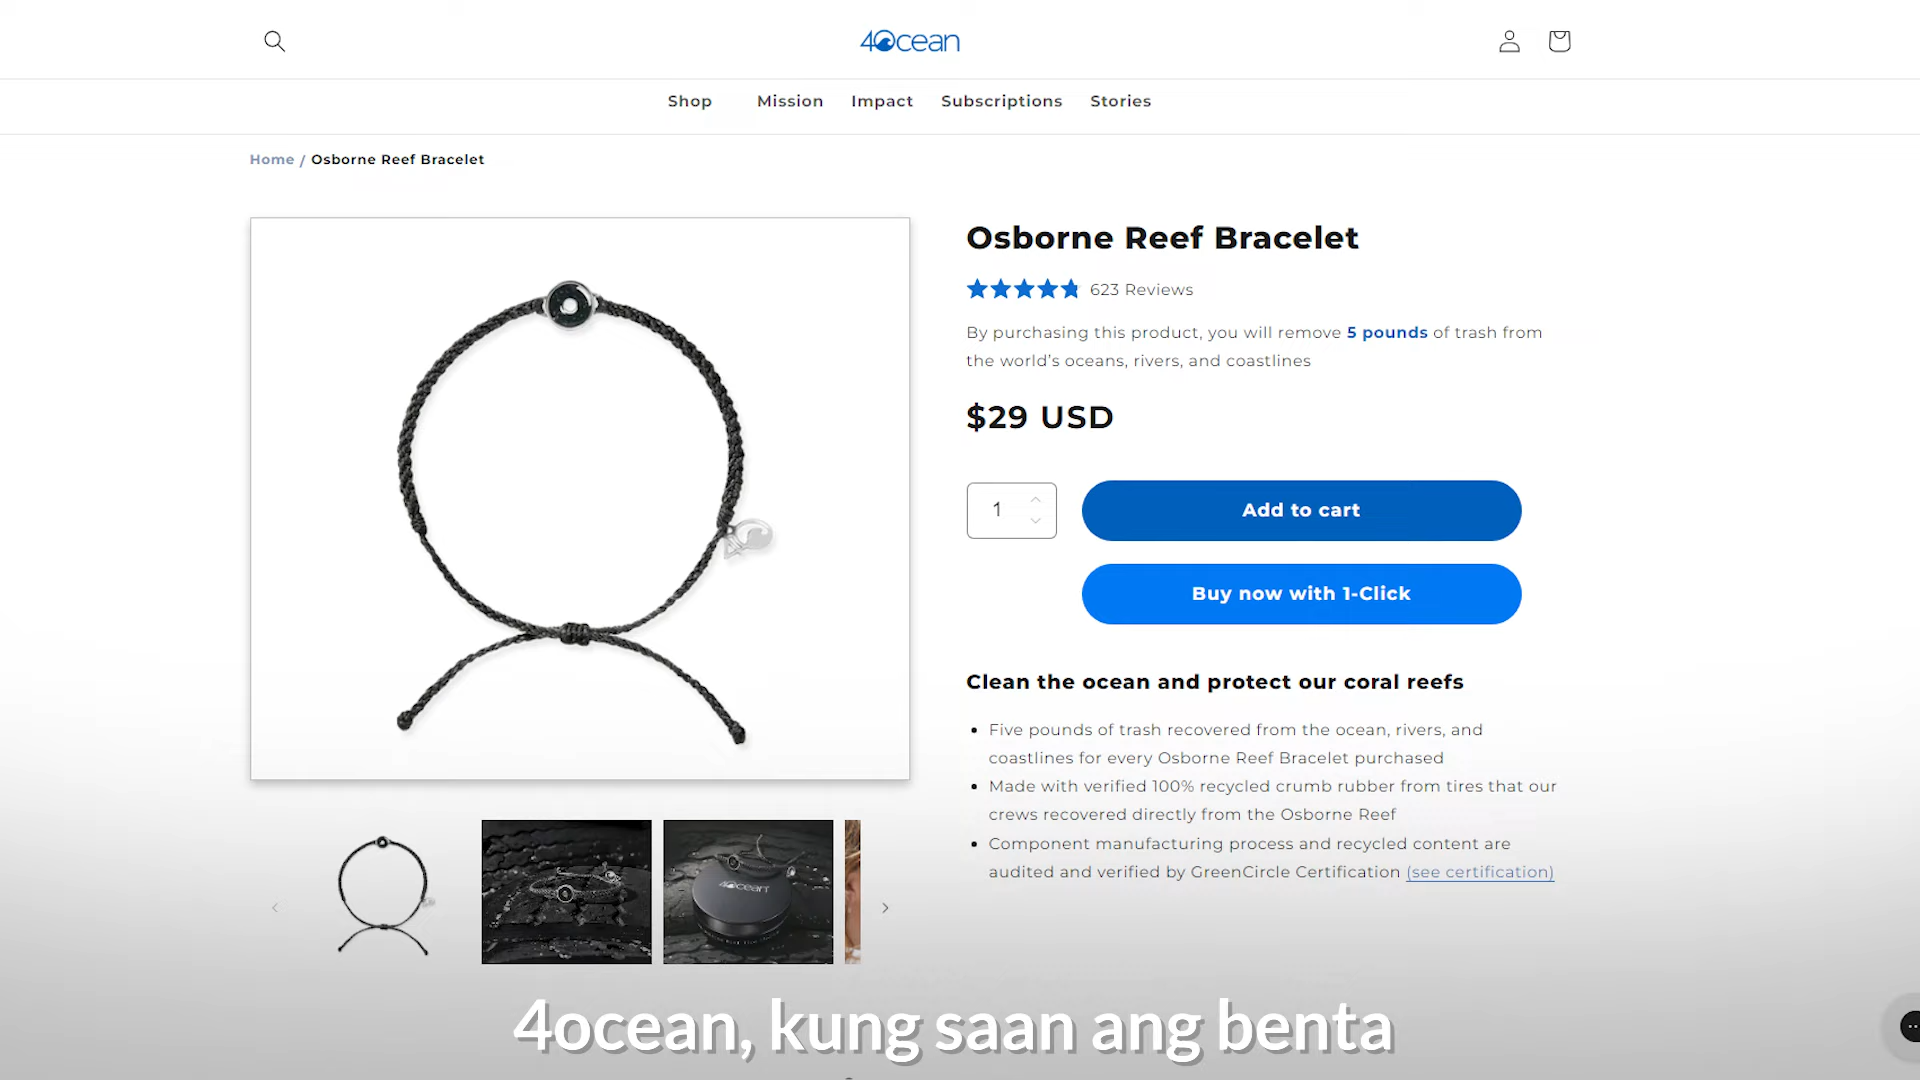 4Ocean
Shop Mission Impact Subscriptions Stories
Home / Osborne Reef Bracelet
Osborne Reef Bracelet
623 Reviews
By purchasing this product, you will remove 5 pounds of trash from
the world’s oceans, rivers, and coastlines
$29 USD
1
Add to cart
Buy now with 1-Click
Clean the ocean and protect our coral reefs
• Five pounds of trash recovered from the ocean, rivers, and
coastlines for every Osborne Reef Bracelet purchased
• Made with verified 100% recycled crumb rubber from tires that our
crews recovered directly from the Osborne Reef
• Component manufacturing process and recycled content are
audited and verified by GreenCircle Certification (see certification)
4ocean
4ocean, kung saan ang benta